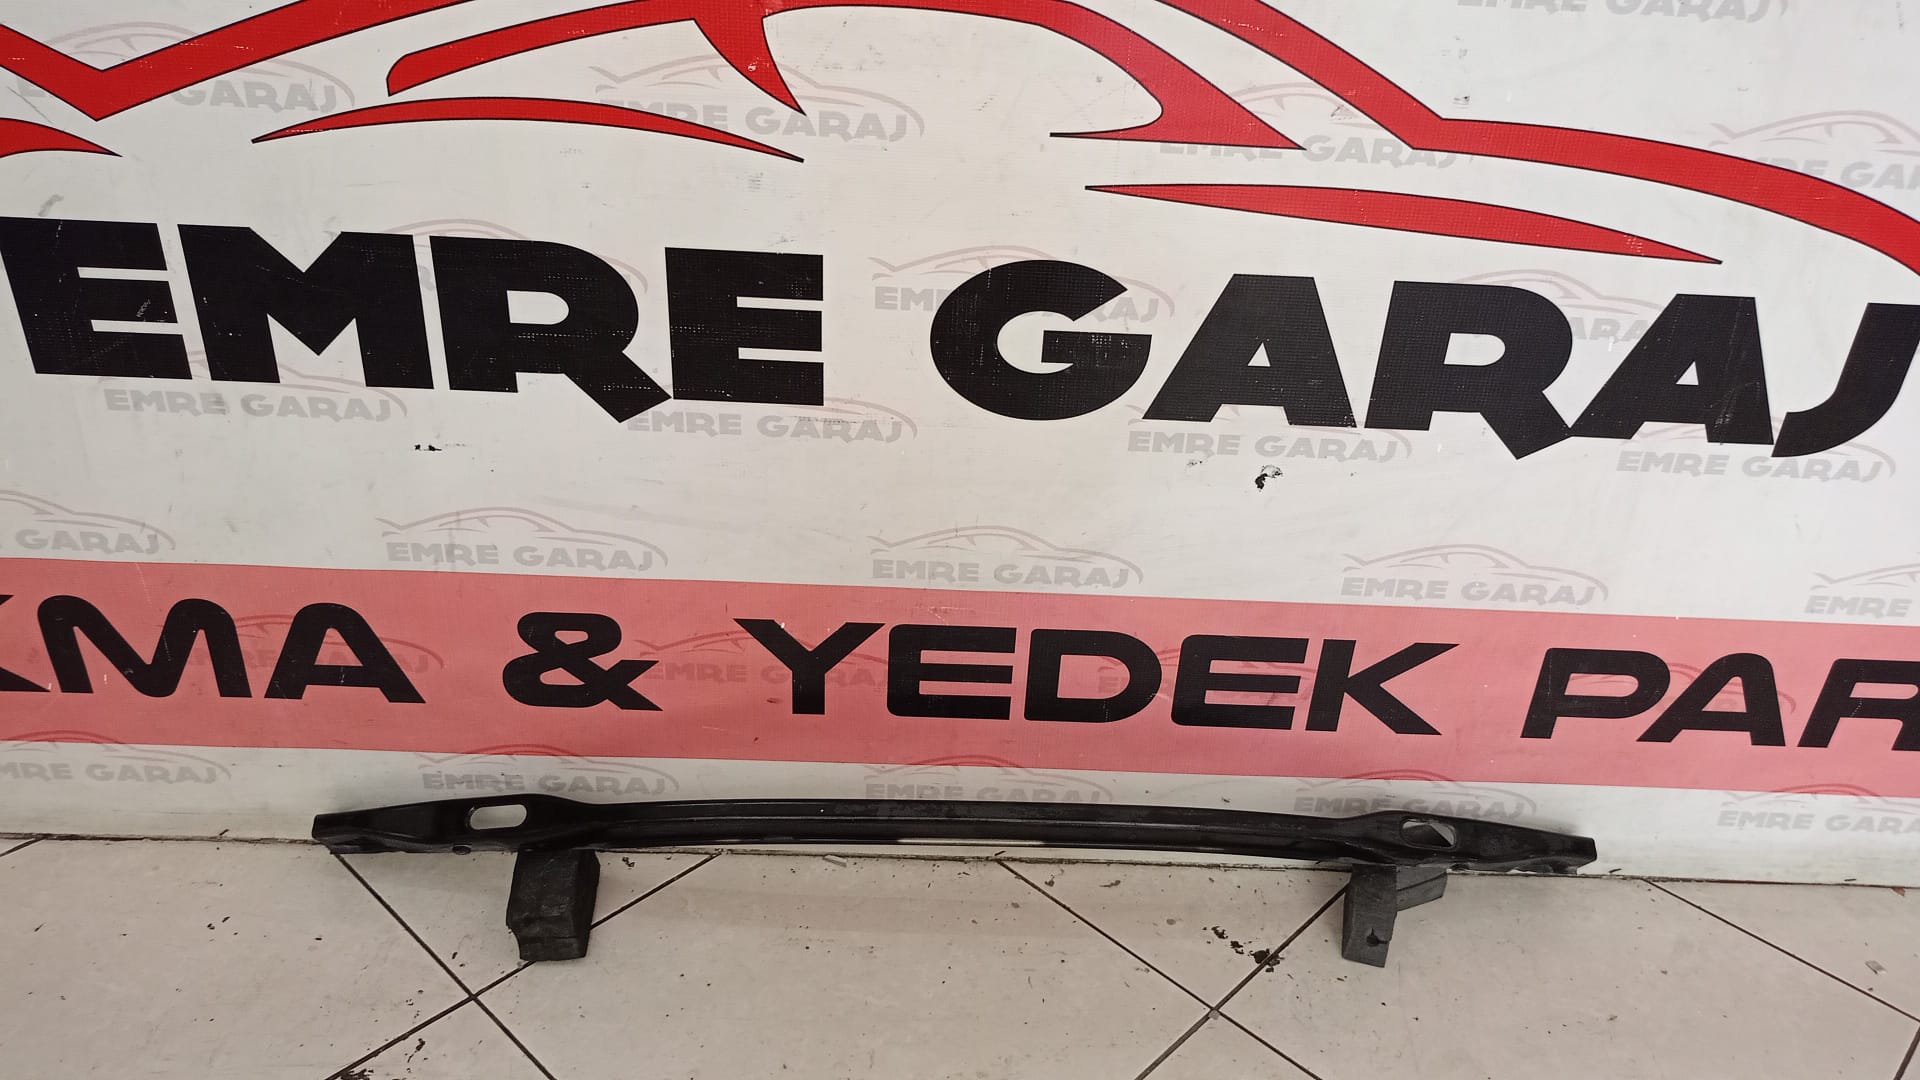 EMRE GARAJ
KMA & YEDEK PAR